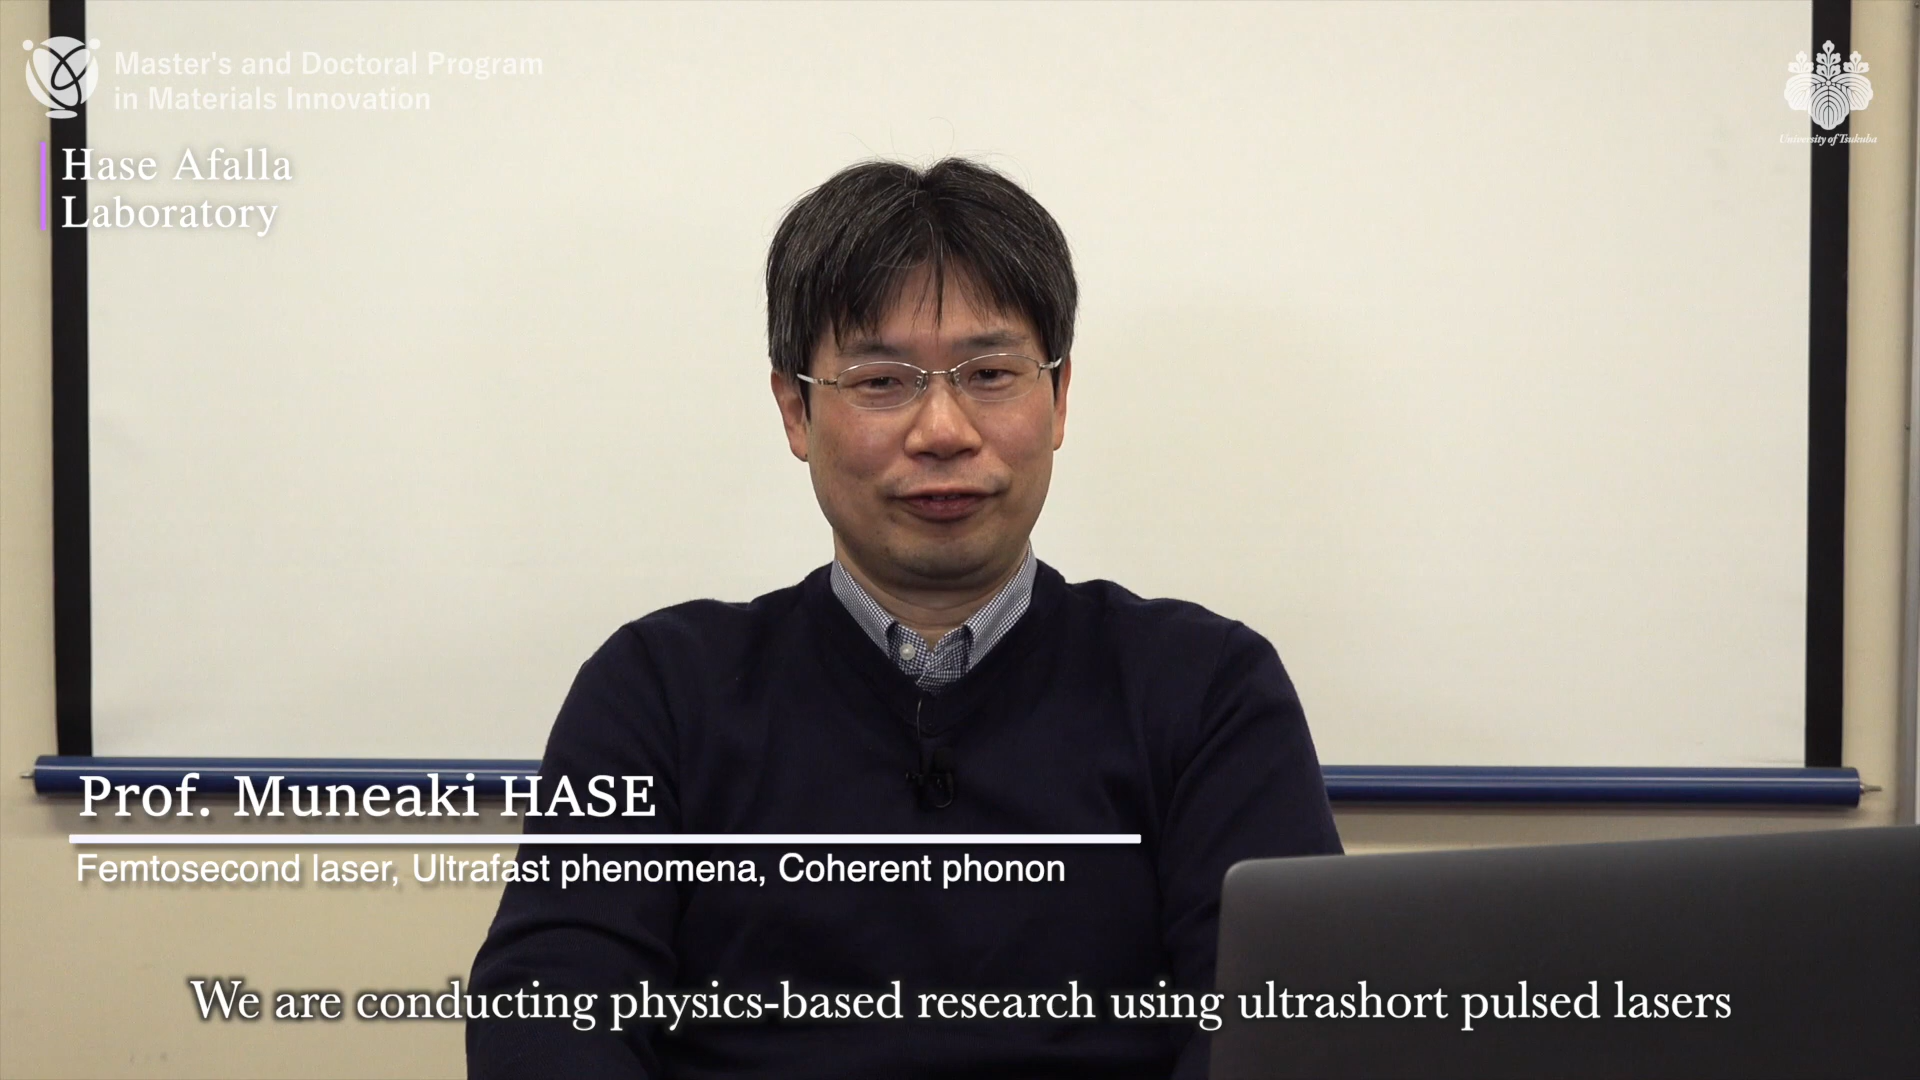 Master's and Doctoral Program
in Materials Innovation
University of Tsukuba
Hase Afalla
Laboratory
Prof. Muneaki HASE
Femtosecond laser, Ultrafast phenomena, Coherent phonon
We are conducting physics-based research using ultrashort pulsed lasers